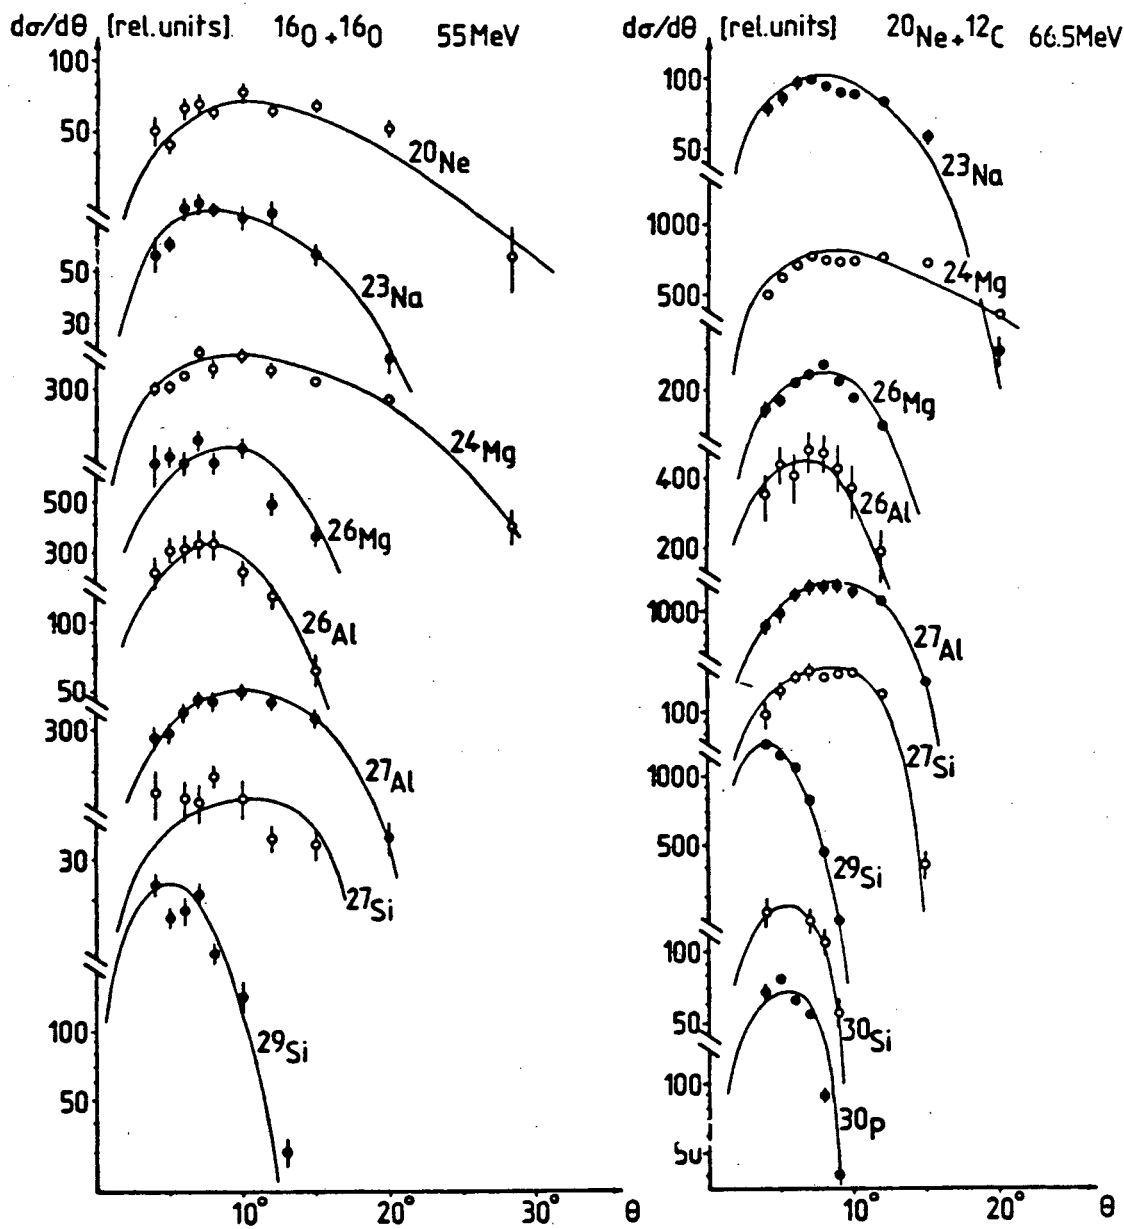 dσ/dθ [rel.units] ¹⁶O + ¹⁶O 55MeV
100
50
²⁰Ne
50
30
²³Na
300
²⁴Mg
500
300
²⁶Mg
100
50
²⁶Al
300
²⁷Al
30
²⁷Si
100
50
²⁹Si
10° 20° 30° θ
dσ/dθ [rel.units] ²⁰Ne+¹²C 66.5MeV
100
50
²³Na
1000
500
²⁴Mg
200
²⁶Mg
400
200
²⁶Al
1000
²⁷Al
100
²⁷Si
1000
500
²⁹Si
100
50
³⁰Si
100
50
³⁰P
10° 20° θ